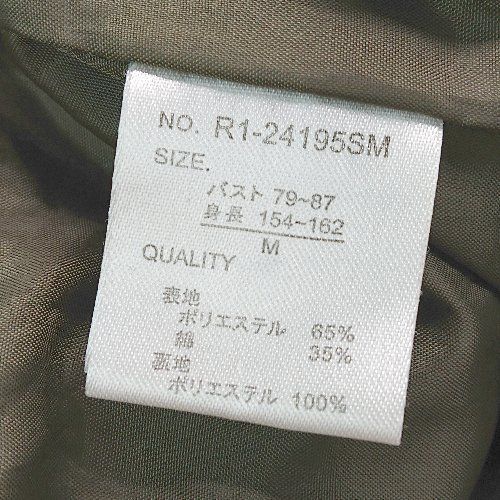 NO. R1-24195SM
SIZE.
バスト 79~87
身長 154~162
M
QUALITY
表地
ポリエステル 65%
綿 35%
裏地
ポリエステル 100%